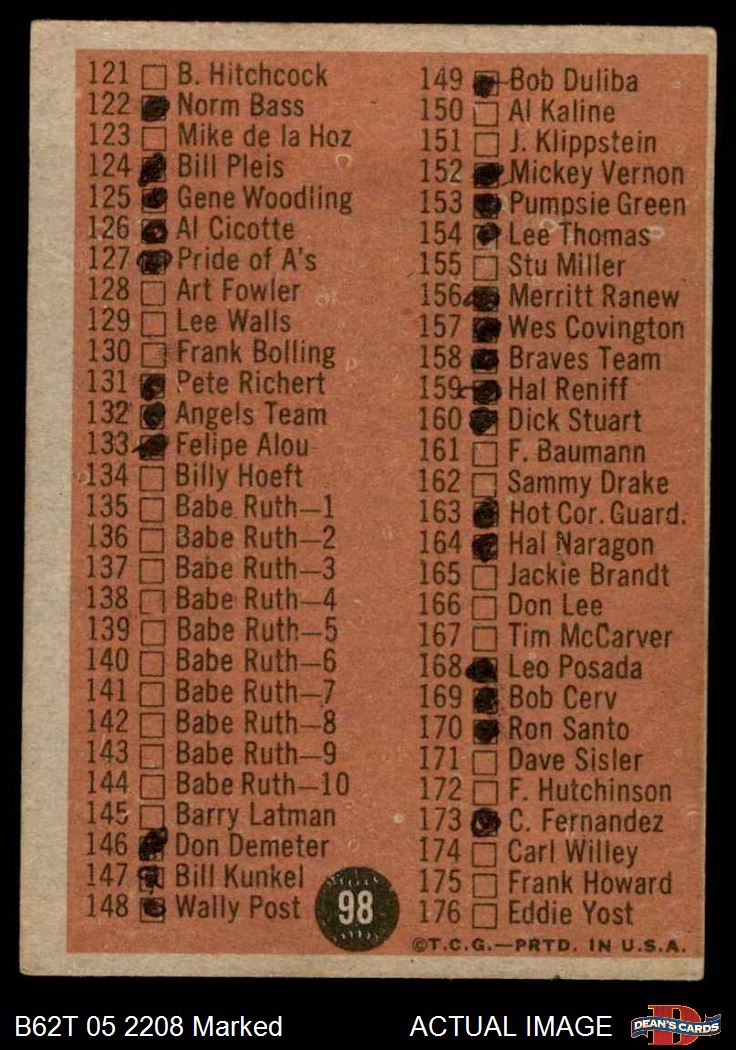 121 B. Hitchcock
122 Norm Bass
123 Mike de la Hoz
124 Bill Pleis
125 Gene Woodling
126 Al Cicotte
127 Pride of A's
128 Art Fowler
129 Lee Walls
130 Frank Bolling
131 Pete Richert
132 Angels Team
133 Felipe Alou
134 Billy Hoeft
135 Babe Ruth—1
136 Babe Ruth—2
137 Babe Ruth—3
138 Babe Ruth—4
139 Babe Ruth—5
140 Babe Ruth—6
141 Babe Ruth—7
142 Babe Ruth—8
143 Babe Ruth—9
144 Babe Ruth—10
145 Barry Latman
146 Don Demeter
147 Bill Kunkel
148 Wally Post
98
149 Bob Duliba
150 Al Kaline
151 J. Klippstein
152 Mickey Vernon
153 Pumpsie Green
154 Lee Thomas
155 Stu Miller
156 Merritt Ranew
157 Wes Covington
158 Braves Team
159 Hal Reniff
160 Dick Stuart
161 F. Baumann
162 Sammy Drake
163 Hot Cor. Guard.
164 Hal Naragon
165 Jackie Brandt
166 Don Lee
167 Tim McCarver
168 Leo Posada
169 Bob Cerv
170 Ron Santo
171 Dave Sisler
172 F. Hutchinson
173 C. Fernandez
174 Carl Willey
175 Frank Howard
176 Eddie Yost
©T.C.G.—PRTD. IN U.S.A.
B62T 05 2208 Marked
ACTUAL IMAGE
D
DEAN'S CARDS